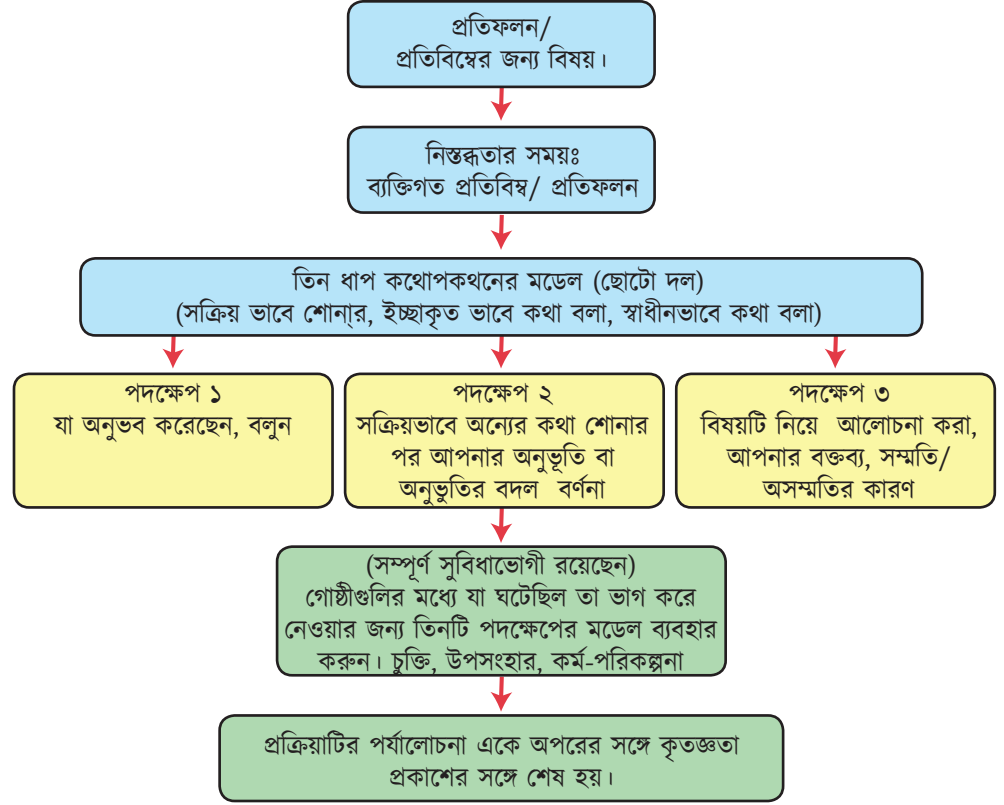 প্রতিফলন/
প্রতিবিম্বের জন্য বিষয়।
নিস্তব্ধতার সময়ঃ
ব্যক্তিগত প্রতিবিম্ব/ প্রতিফলন
তিন ধাপ কথোপকথনের মডেল (ছোটো দল)
(সক্রিয় ভাবে শোনা্র, ইচ্ছাকৃত ভাবে কথা বলা, স্বাধীনভাবে কথা বলা)
পদক্ষেপ ১
যা অনুভব করেছেন, বলুন
পদক্ষেপ ২
সক্রিয়ভাবে অন্যের কথা শোনার
পর আপনার অনুভূতি বা
অনুভুতির বদল বর্ণনা
পদক্ষেপ ৩
বিষয়টি নিয়ে আলোচনা করা,
আপনার বক্তব্য, সম্মতি/
অসম্মতির কারণ
(সম্পূর্ণ সুবিধাভোগী রয়েছেন)
গোষ্ঠীগুলির মধ্যে যা ঘটেছিল তা ভাগ করে
নেওয়ার জন্য তিনটি পদক্ষেপের মডেল ব্যবহার
করুন। চুক্তি, উপসংহার, কর্ম-পরিকল্পনা
প্রক্রিয়াটির পর্যালোচনা একে অপরের সঙ্গে কৃতজ্ঞতা
প্রকাশের সঙ্গে শেষ হয়।